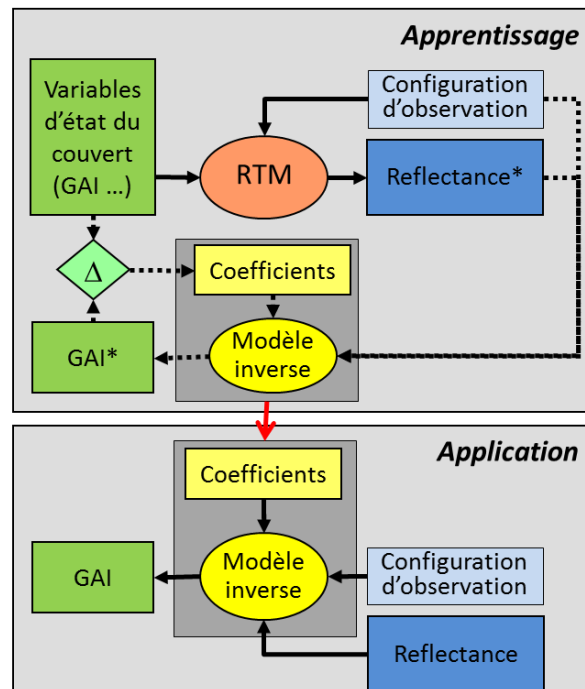 Apprentissage
Variables
d'état du
couvert
(GAI ...)
Configuration
d'observation
RTM
Reflectance*
Δ
Coefficients
GAI*
Modèle
inverse
Application
Coefficients
GAI
Modèle
inverse
Configuration
d'observation
Reflectance